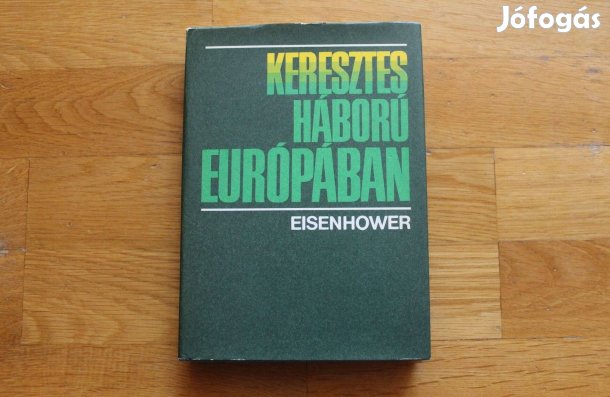 Jófogás
KERESZTES
HÁBORÚ
EURÓPÁBAN
EISENHOWER